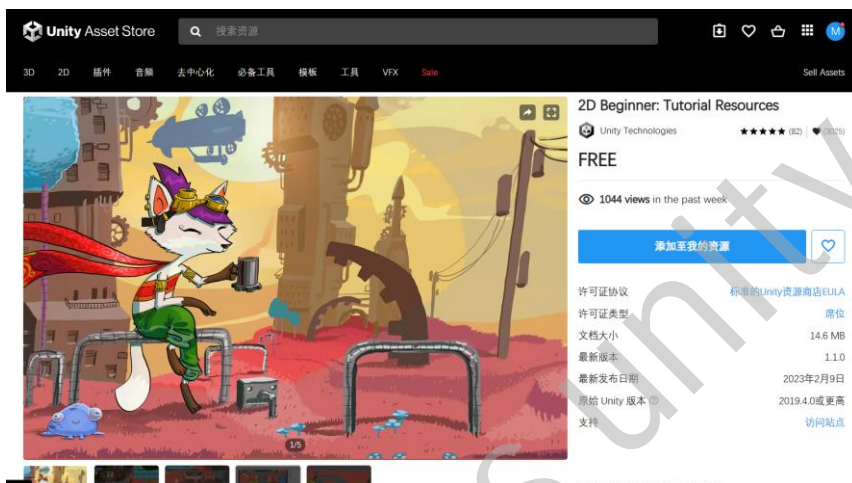 Unity Asset Store
搜索资源
M
3D 2D 插件 音频 去中心化 必备工具 模板 工具 VFX Sale
Sell Assets
2D Beginner: Tutorial Resources
Unity Technologies
★★★★★ (82) (3025)
FREE
1044 views in the past week
添加至我的资源
许可证协议 标准的Unity资源商店EULA
许可证类型 席位
文档大小 14.6 MB
最新版本 1.1.0
最新发布日期 2023年2月9日
原始 Unity 版本 2019.4.0或更高
支持 访问站点
1/5
s unity